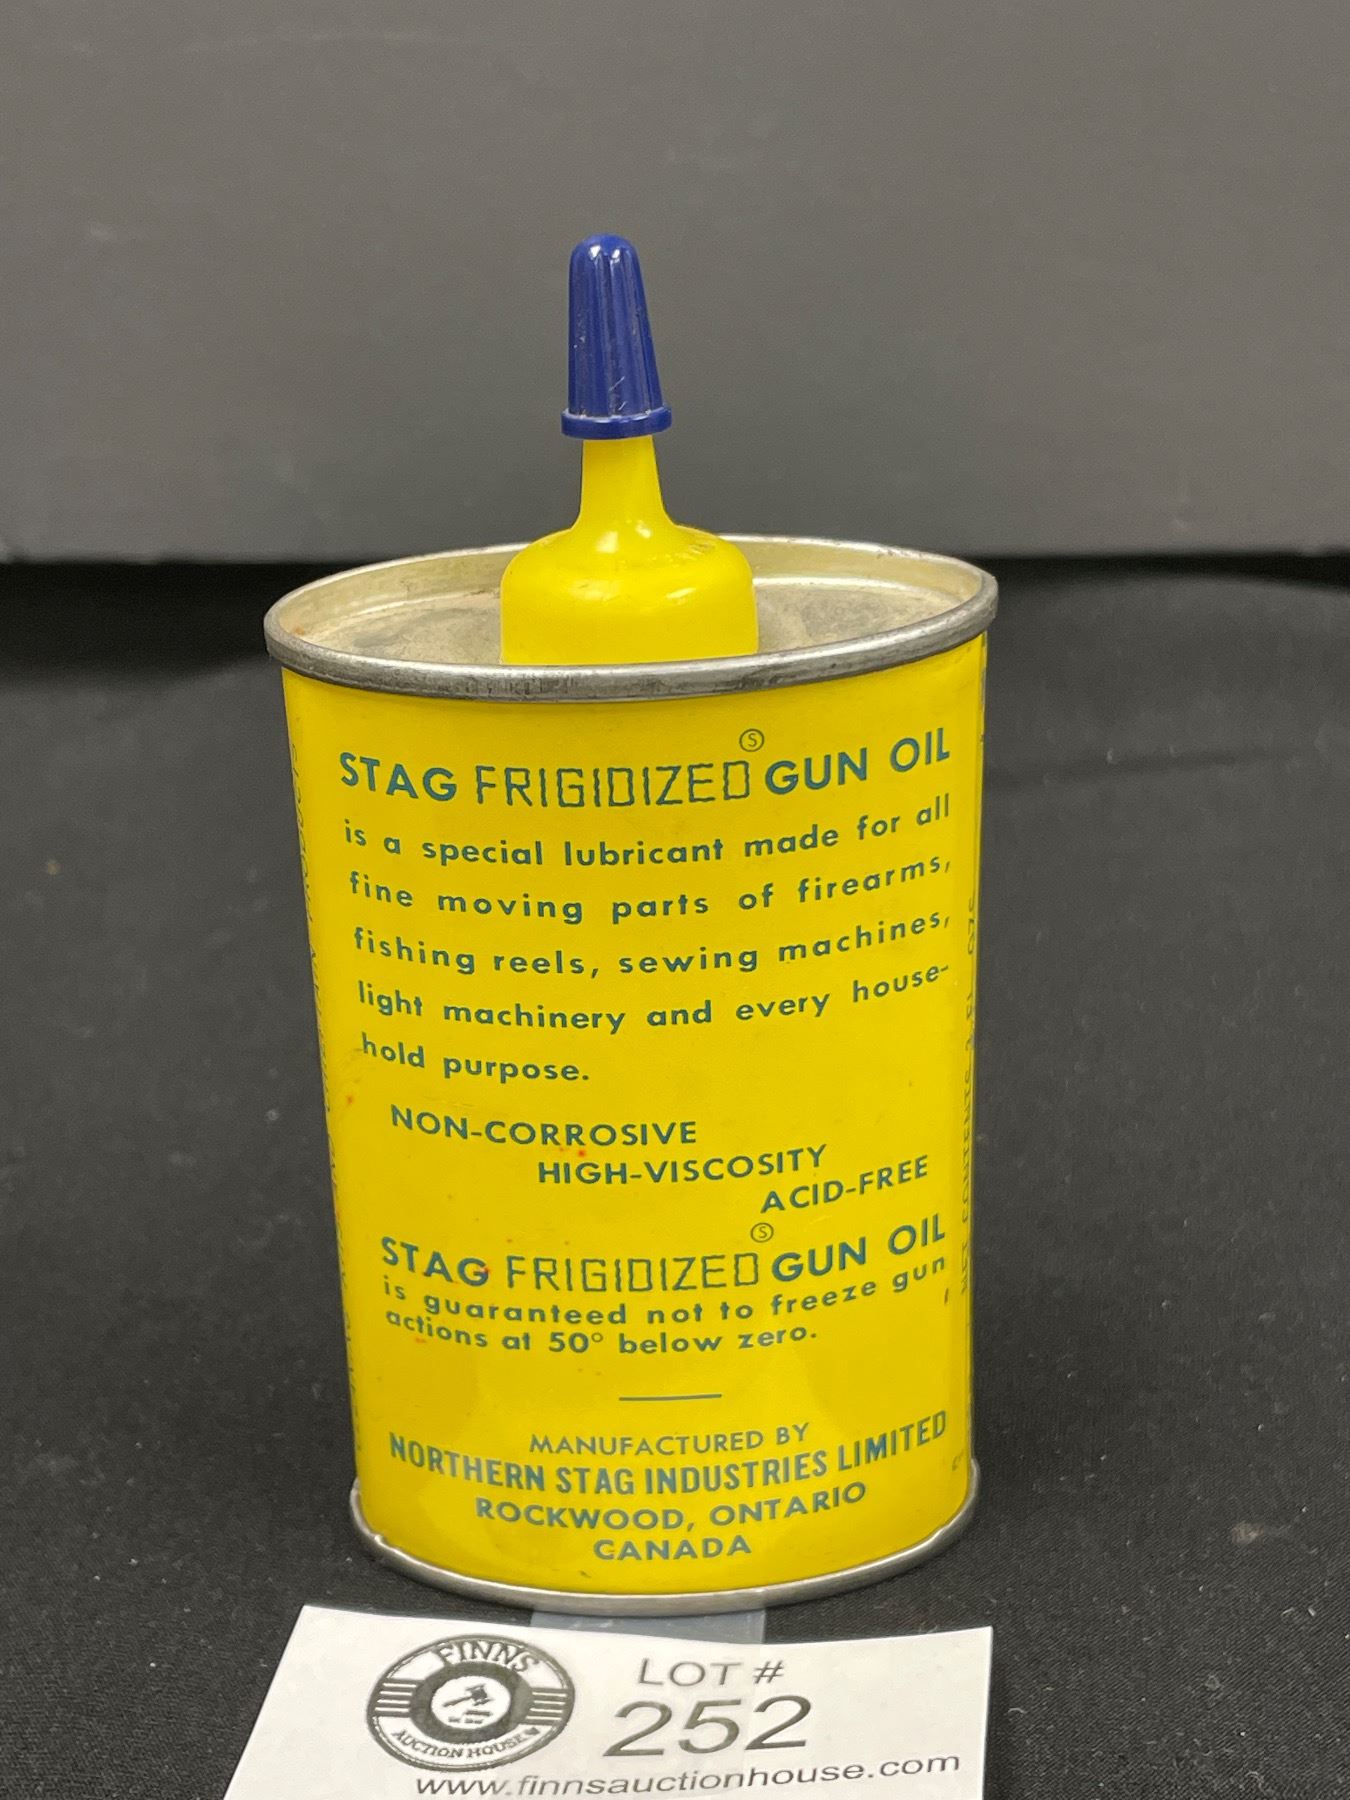 STAG FRIGIDIZED Ⓢ GUN OIL
is a special lubricant made for all
fine moving parts of firearms,
fishing reels, sewing machines,
light machinery and every house-
hold purpose.
NON-CORROSIVE
HIGH-VISCOSITY
ACID-FREE
STAG FRIGIDIZED Ⓢ GUN OIL
is guaranteed not to freeze gun
actions at 50° below zero.
MANUFACTURED BY
NORTHERN STAG INDUSTRIES LIMITED
ROCKWOOD, ONTARIO
CANADA
FINNS
AUCTION HOUSE
LOT #
252
www.finnsauctionhouse.com